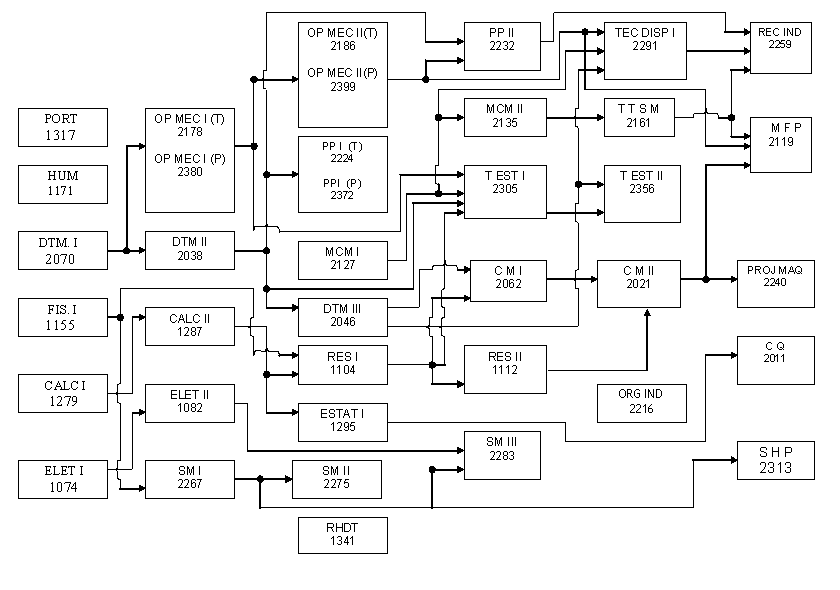 PORT
1317
HUM
1171
DTM. I
2070
FIS. I
1155
CALC I
1279
ELET I
1074
OP MEC I (T)
2178
OP MEC I (P)
2380
DTM II
2038
CALC II
1287
ELET II
1082
SM I
2267
OP MEC II(T)
2186
OP MEC II(P)
2399
PP I (T)
2224
PPI (P)
2372
MCM I
2127
DTM III
2046
RES I
1104
ESTAT I
1295
SM II
2275
RHDT
1341
PP II
2232
MCM II
2135
T EST I
2305
C M I
2062
RES II
1112
SM III
2283
TEC DISP I
2291
T T S M
2161
T EST II
2356
C M II
2021
ORG IND
2216
REC IND
2259
M F P
2119
PROJ MAQ
2240
C Q
2011
S H P
2313